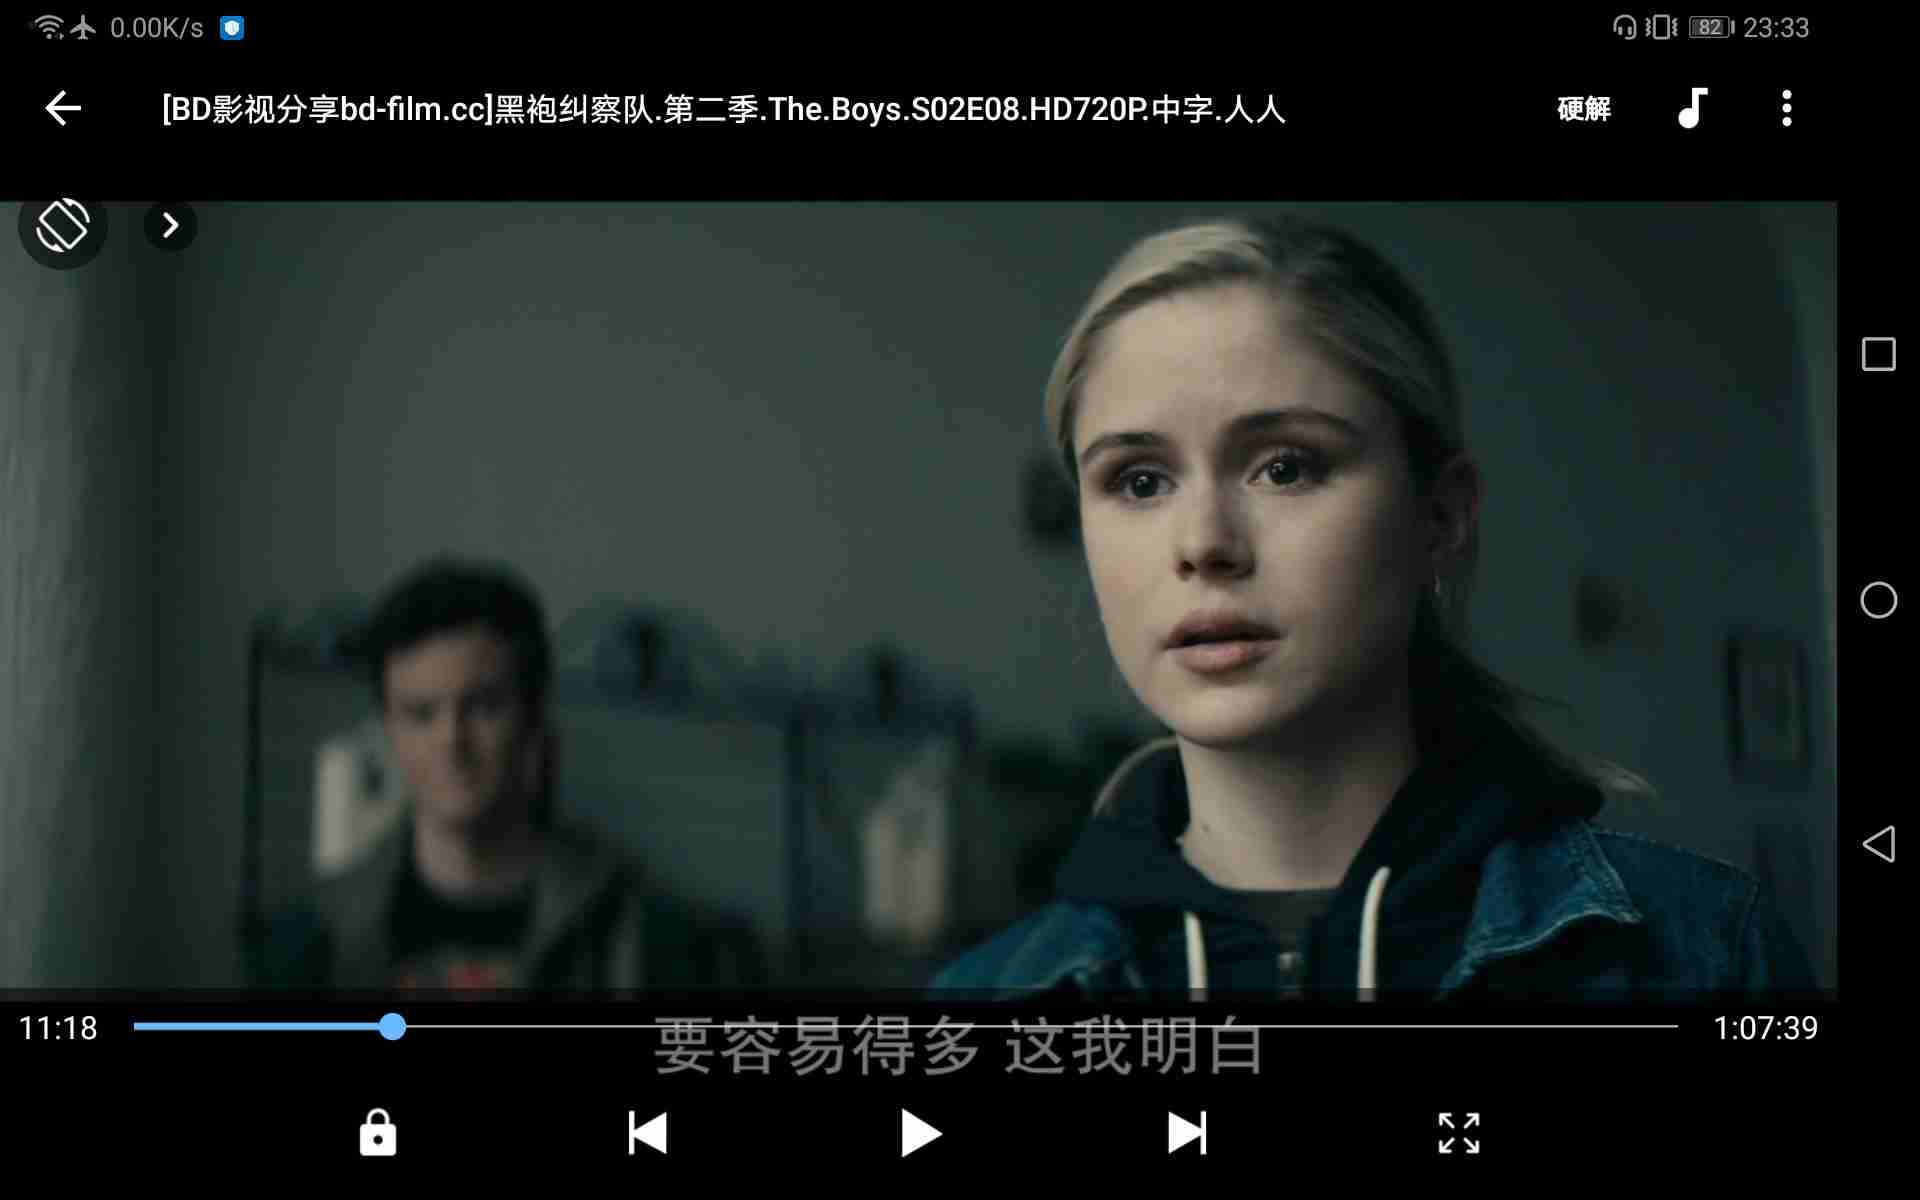 0.00K/s
82 23:33
[BD影视分享bd-film.cc]黑袍纠察队.第二季.The.Boys.S02E08.HD720P.中字.人人
硬解
11:18
1:07:39
要容易得多 这我明白